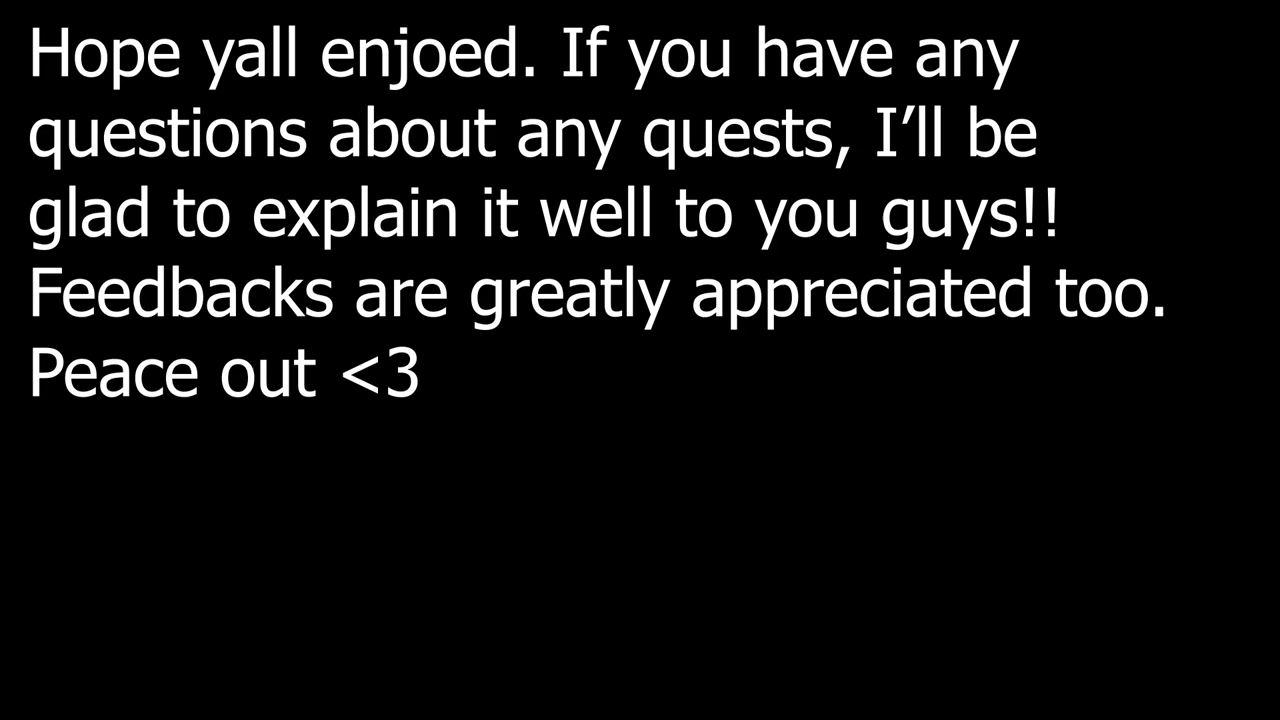 Hope yall enjoed. If you have any
questions about any quests, I’ll be
glad to explain it well to you guys!!
Feedbacks are greatly appreciated too.
Peace out <3